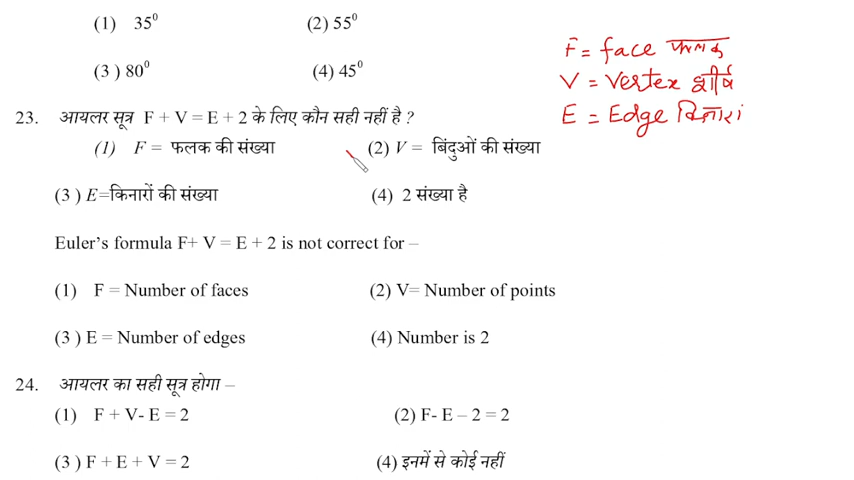 (1) 35⁰ (2) 55⁰
(3 ) 80⁰ (4) 45⁰
F = face फलक
V = Vertex शीर्ष
E = Edge किनारा
23. आयलर सूत्र F + V = E + 2 के लिए कौन सही नहीं है ?
(1) F = फलक की संख्या (2) V = बिंदुओं की संख्या
(3 ) E=किनारों की संख्या (4) 2 संख्या है
Euler’s formula F+ V = E + 2 is not correct for –
(1) F = Number of faces (2) V= Number of points
(3 ) E = Number of edges (4) Number is 2
24. आयलर का सही सूत्र होगा –
(1) F + V- E = 2 (2) F- E – 2 = 2
(3 ) F + E + V = 2 (4) इनमें से कोई नहीं